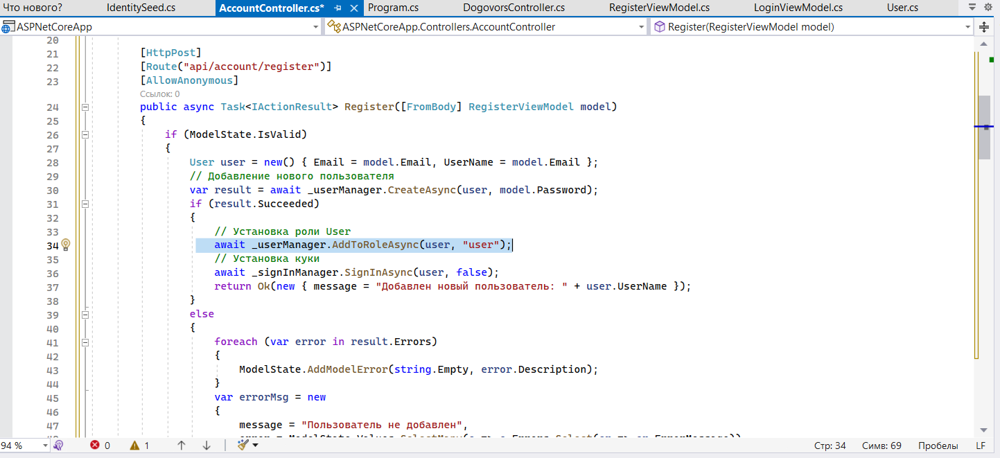 Что нового?
IdentitySeed.cs
AccountController.cs*
Program.cs
DogovorsController.cs
RegisterViewModel.cs
LoginViewModel.cs
User.cs
ASPNetCoreApp
ASPNetCoreApp.Controllers.AccountController
Register(RegisterViewModel model)
20
21 [HttpPost]
22 [Route("api/account/register")]
23 [AllowAnonymous]
Ссылок: 0
24 public async Task<IActionResult> Register([FromBody] RegisterViewModel model)
25 {
26 if (ModelState.IsValid)
27 {
28 User user = new() { Email = model.Email, UserName = model.Email };
29 // Добавление нового пользователя
30 var result = await _userManager.CreateAsync(user, model.Password);
31 if (result.Succeeded)
32 {
33 // Установка роли User
34 await _userManager.AddToRoleAsync(user, "user");
35 // Установка куки
36 await _signInManager.SignInAsync(user, false);
37 return Ok(new { message = "Добавлен новый пользователь: " + user.UserName });
38 }
39 else
40 {
41 foreach (var error in result.Errors)
42 {
43 ModelState.AddModelError(string.Empty, error.Description);
44 }
45 var errorMsg = new
46 {
47 message = "Пользователь не добавлен",
94 %
0
1
Стр: 34
Симв: 69
Пробелы
LF